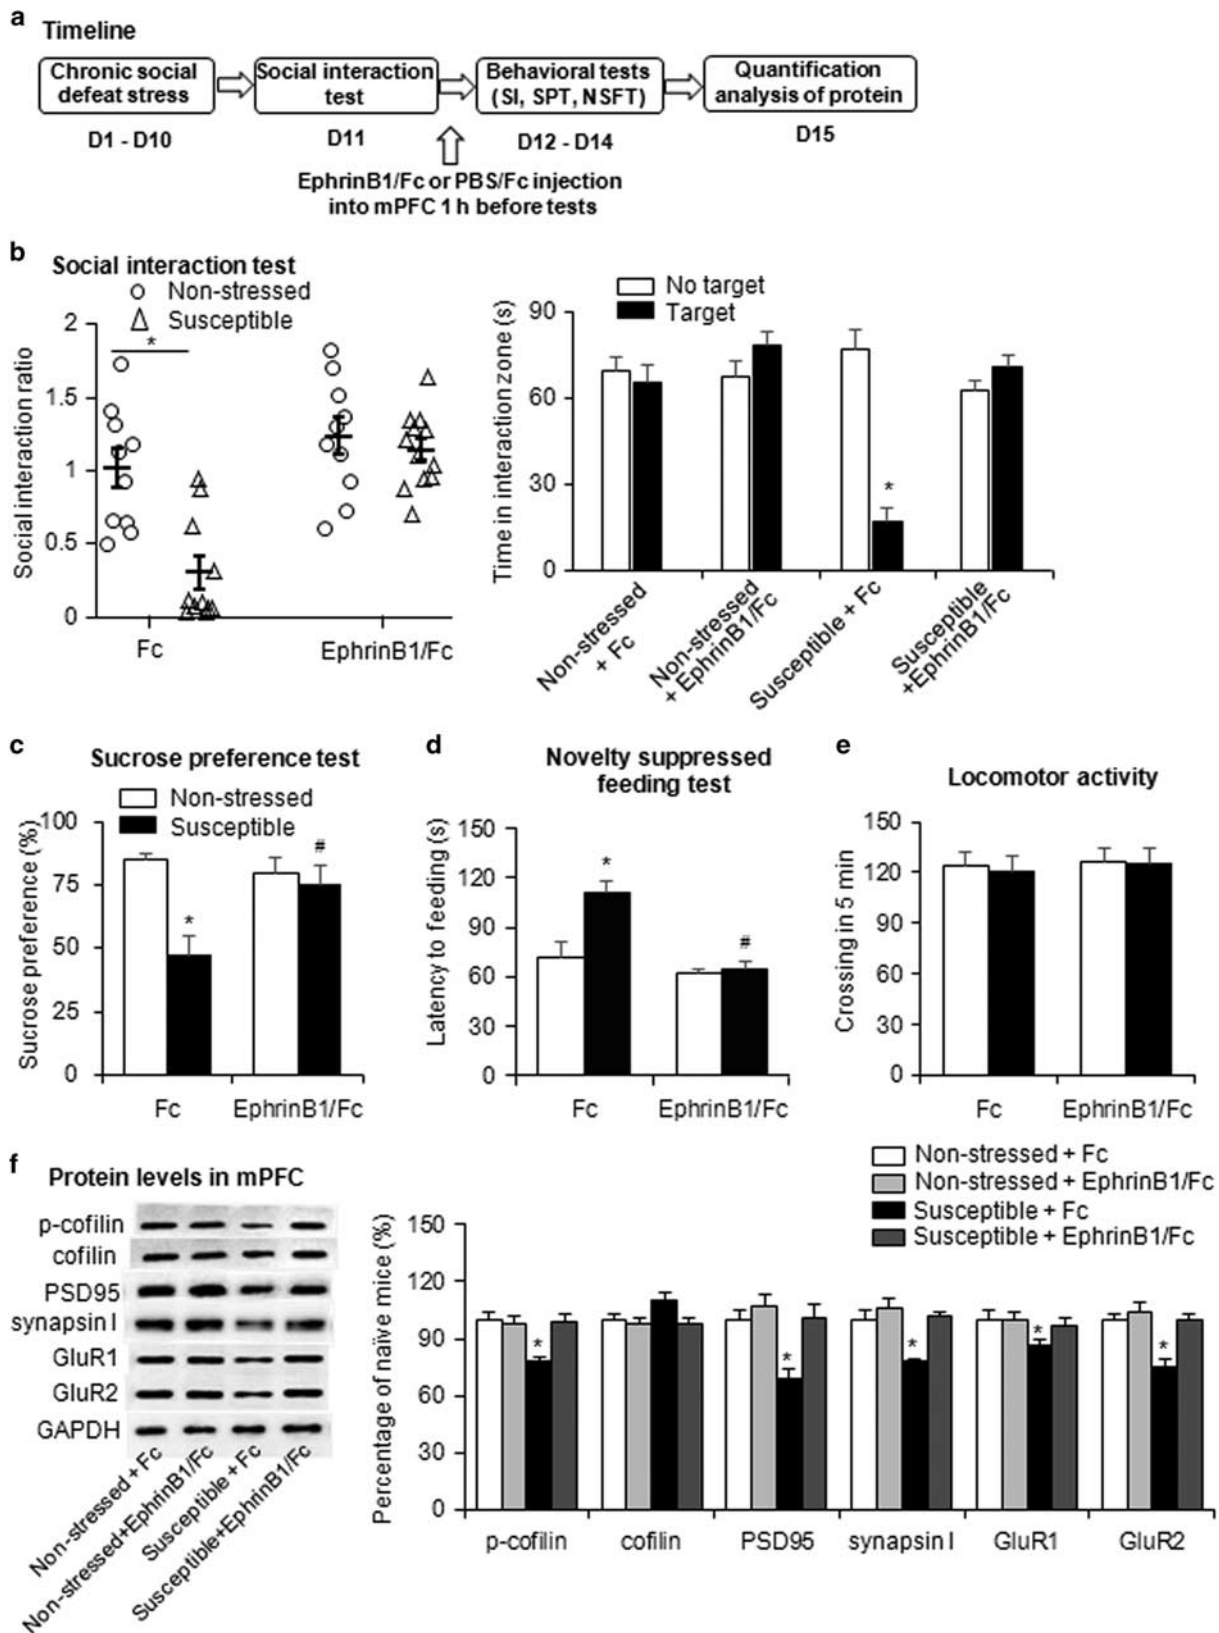 a
Timeline
Chronic social
defeat stress
Social interaction
test
Behavioral tests
(SI, SPT, NSFT)
Quantification
analysis of protein
D1 - D10
D11
D12 - D14
D15
EphrinB1/Fc or PBS/Fc injection
into mPFC 1 h before tests
b
Social interaction test
Non-stressed
Susceptible
Social interaction ratio
2
1.5
1
0.5
0
*
Fc
EphrinB1/Fc
No target
Target
Time in interaction zone (s)
90
60
30
0
*
Non-stressed
+ Fc
Non-stressed
+ EphrinB1/Fc
Susceptible + Fc
Susceptible
+EphrinB1/Fc
c
Sucrose preference test
Non-stressed
Susceptible
Sucrose preference (%)
100
75
50
25
0
*
#
Fc
EphrinB1/Fc
d
Novelty suppressed
feeding test
Latency to feeding (s)
150
120
90
60
30
0
*
#
Fc
EphrinB1/Fc
e
Locomotor activity
Crossing in 5 min
150
120
90
60
30
0
Fc
EphrinB1/Fc
f
Protein levels in mPFC
p-cofilin
cofilin
PSD95
synapsin I
GluR1
GluR2
GAPDH
Non-stressed + Fc
Non-stressed+EphrinB1/Fc
Susceptible + Fc
Susceptible+EphrinB1/Fc
Non-stressed + Fc
Non-stressed + EphrinB1/Fc
Susceptible + Fc
Susceptible + EphrinB1/Fc
Percentage of naïve mice (%)
150
120
90
60
30
0
*
*
*
*
*
p-cofilin
cofilin
PSD95
synapsin I
GluR1
GluR2